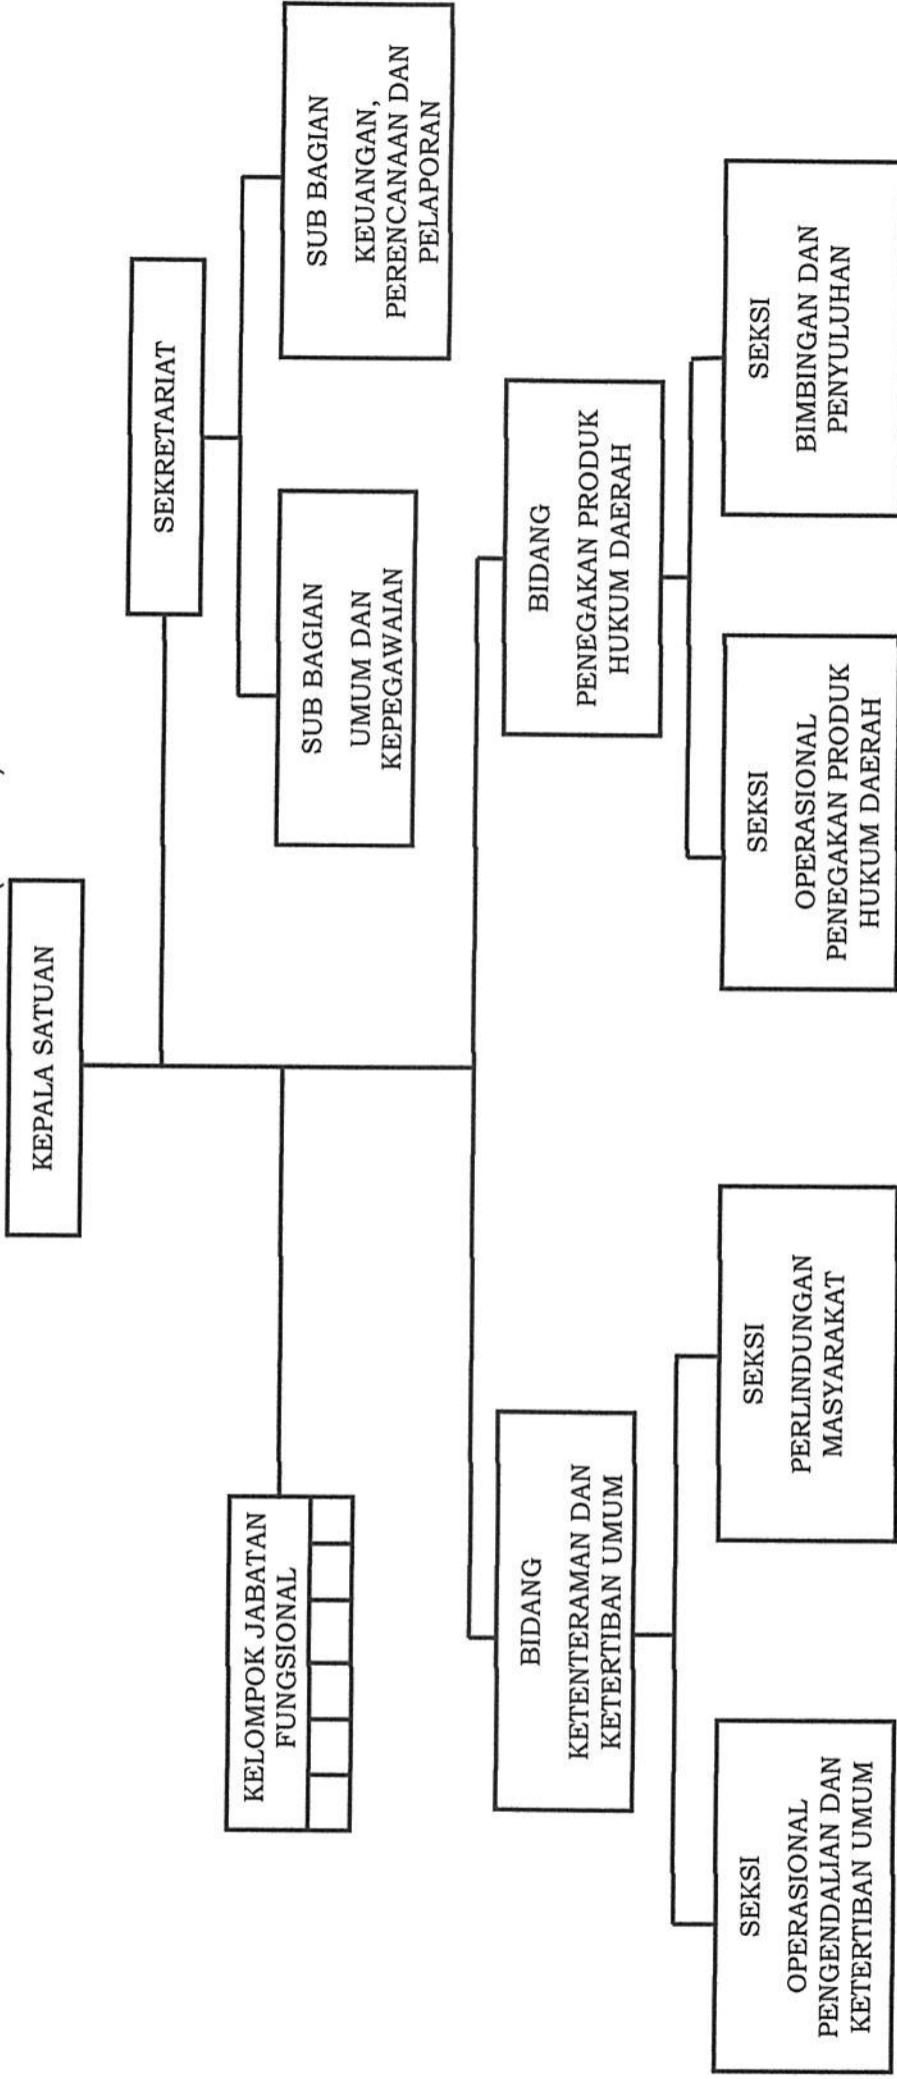 KEPALA SATUAN
SEKRETARIAT
KELOMPOK JABATAN
FUNGSIONAL
SUB BAGIAN
UMUM DAN
KEPEGAWAIAN
SUB BAGIAN
KEUANGAN,
PERENCANAAN DAN
PELAPORAN
BIDANG
KETENTERAMAN DAN
KETERTIBAN UMUM
BIDANG
PENEGAKAN PRODUK
HUKUM DAERAH
SEKSI
OPERASIONAL
PENGENDALIAN DAN
KETERTIBAN UMUM
SEKSI
PERLINDUNGAN
MASYARAKAT
SEKSI
OPERASIONAL
PENEGAKAN PRODUK
HUKUM DAERAH
SEKSI
BIMBINGAN DAN
PENYULUHAN